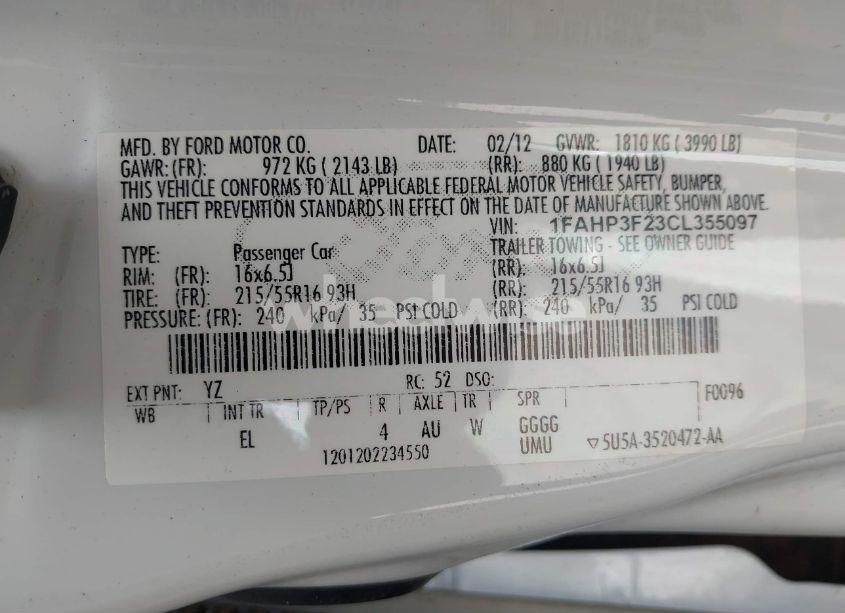 MFD. BY FORD MOTOR CO. DATE: 02/12 GVWR: 1810 KG ( 3990 LB)
GAWR: (FR): 972 KG ( 2143 LB) (RR): 880 KG ( 1940 LB)
THIS VEHICLE CONFORMS TO ALL APPLICABLE FEDERAL MOTOR VEHICLE SAFETY, BUMPER,
AND THEFT PREVENTION STANDARDS IN EFFECT ON THE DATE OF MANUFACTURE SHOWN ABOVE.
VIN: 1FAHP3F23CL355097
TYPE: Passenger Car TRAILER TOWING - SEE OWNER GUIDE
RIM: (FR): 16x6.5J (RR): 16x6.5J
TIRE: (FR): 215/55R16 93H (RR): 215/55R16 93H
PRESSURE: (FR): 240 kPa/ 35 PSI COLD (RR): 240 kPa/ 35 PSI COLD
wheelwise
EXT PNT: YZ RC: 52 DSO: F0096
WB INT TR TP/PS R AXLE TR SPR
EL 4 AU W GGGG
UMU
1201202234550 ▽5U5A-3520472-AA